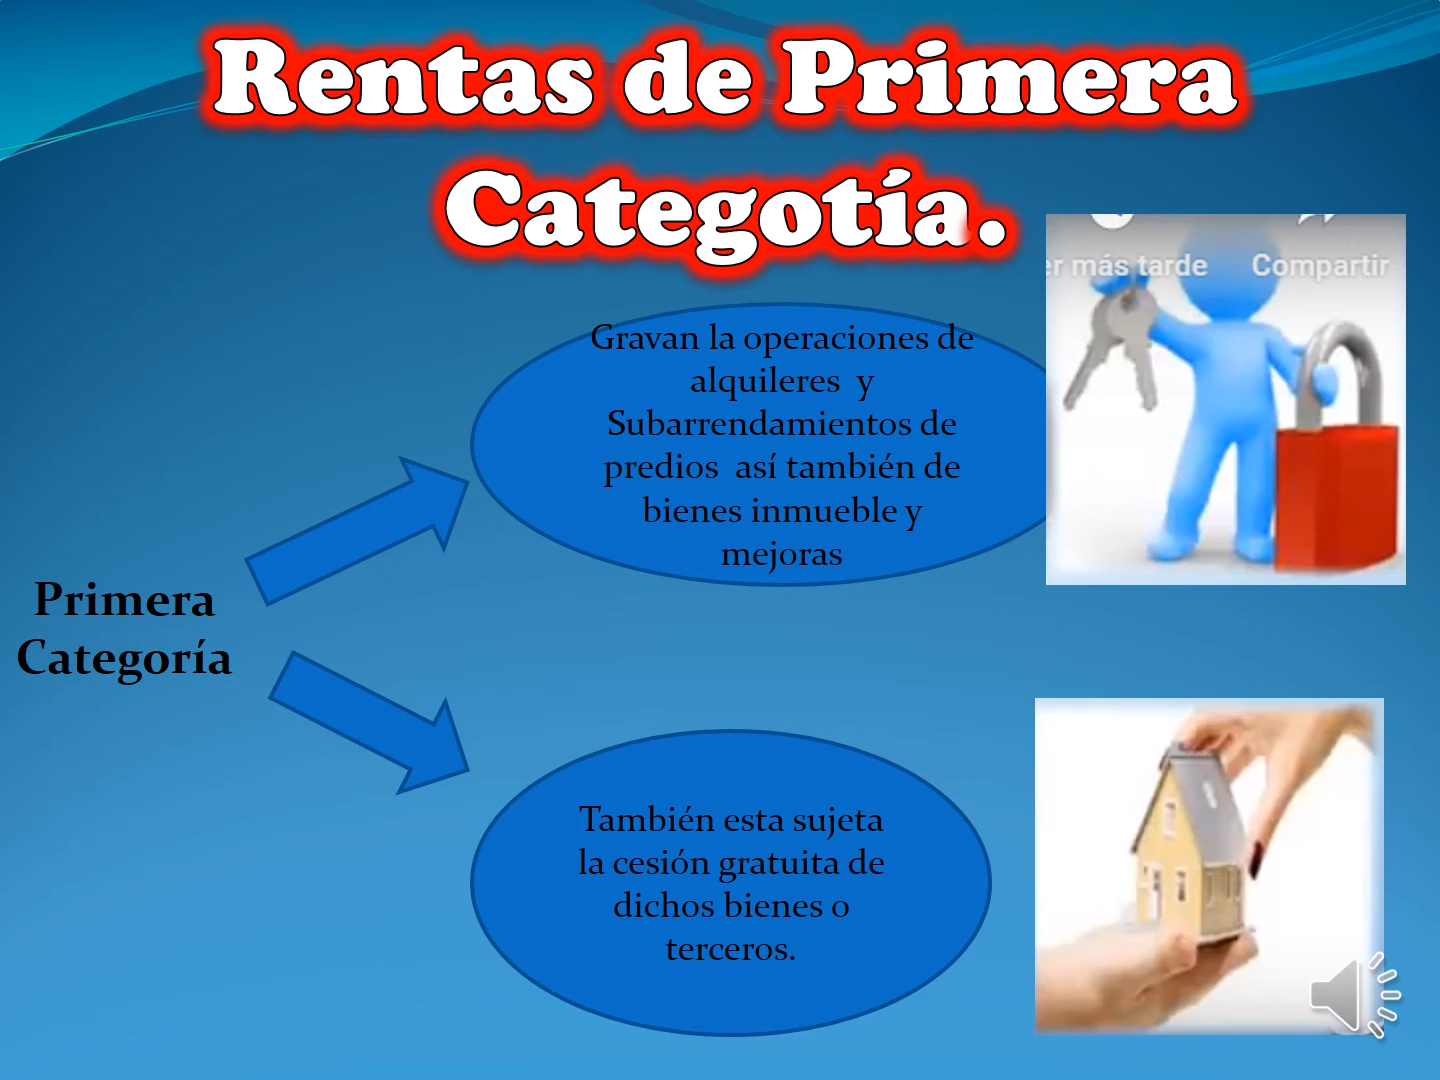 Rentas de Primera
Categotía.
er más tarde Compartir
Gravan la operaciones de
alquileres y
Subarrendamientos de
predios así también de
bienes inmueble y
mejoras
Primera
Categoría
También esta sujeta
la cesión gratuita de
dichos bienes o
terceros.